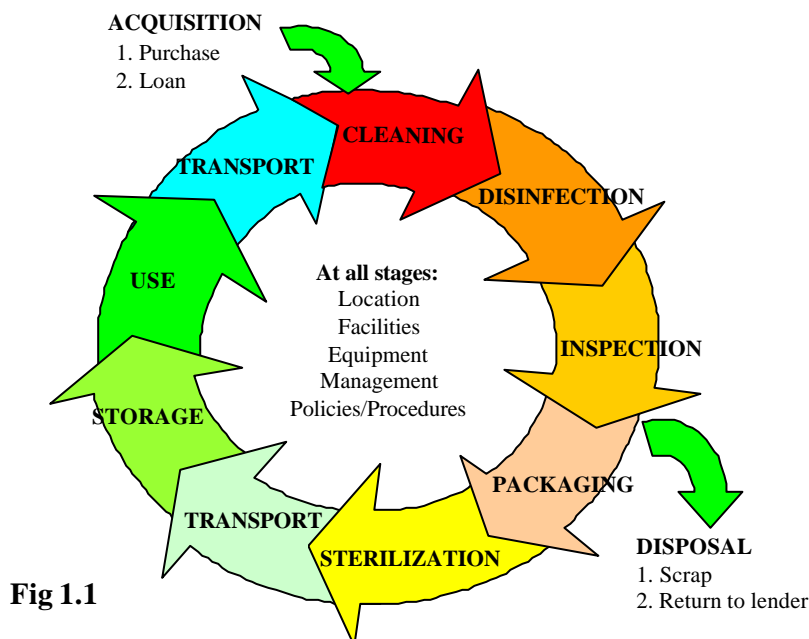 ACQUISITION
1. Purchase
2. Loan
CLEANING
TRANSPORT
DISINFECTION
USE
At all stages:
Location
Facilities
Equipment
Management
Policies/Procedures
INSPECTION
STORAGE
PACKAGING
TRANSPORT
STERILIZATION
DISPOSAL
1. Scrap
2. Return to lender
Fig 1.1